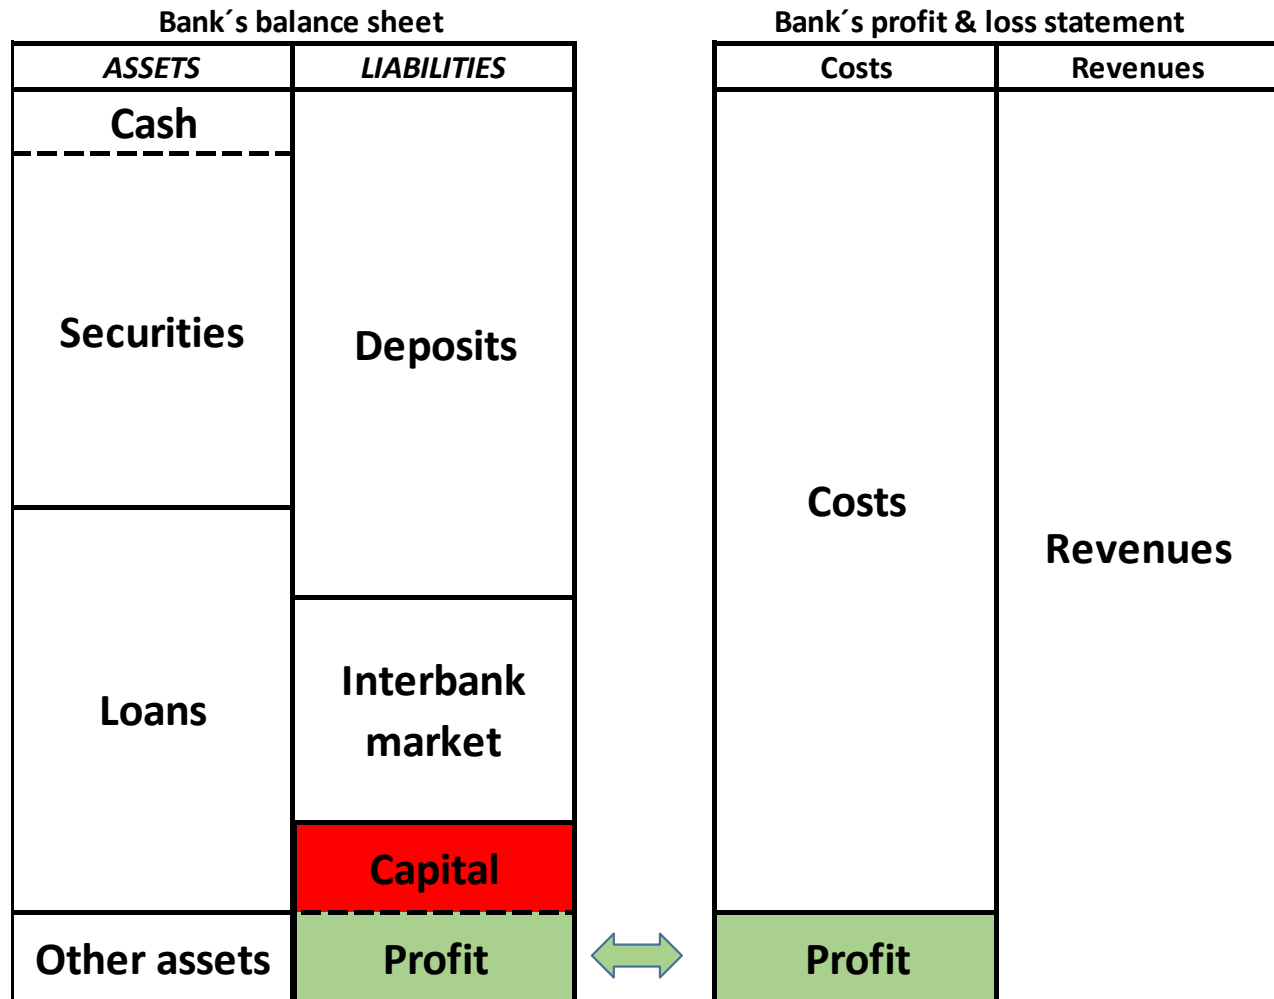 Bank´s balance sheet
Bank´s profit & loss statement
ASSETS
LIABILITIES
Costs
Revenues
Cash
Securities
Loans
Other assets
Deposits
Interbank
market
Capital
Profit
Costs
Profit
Revenues